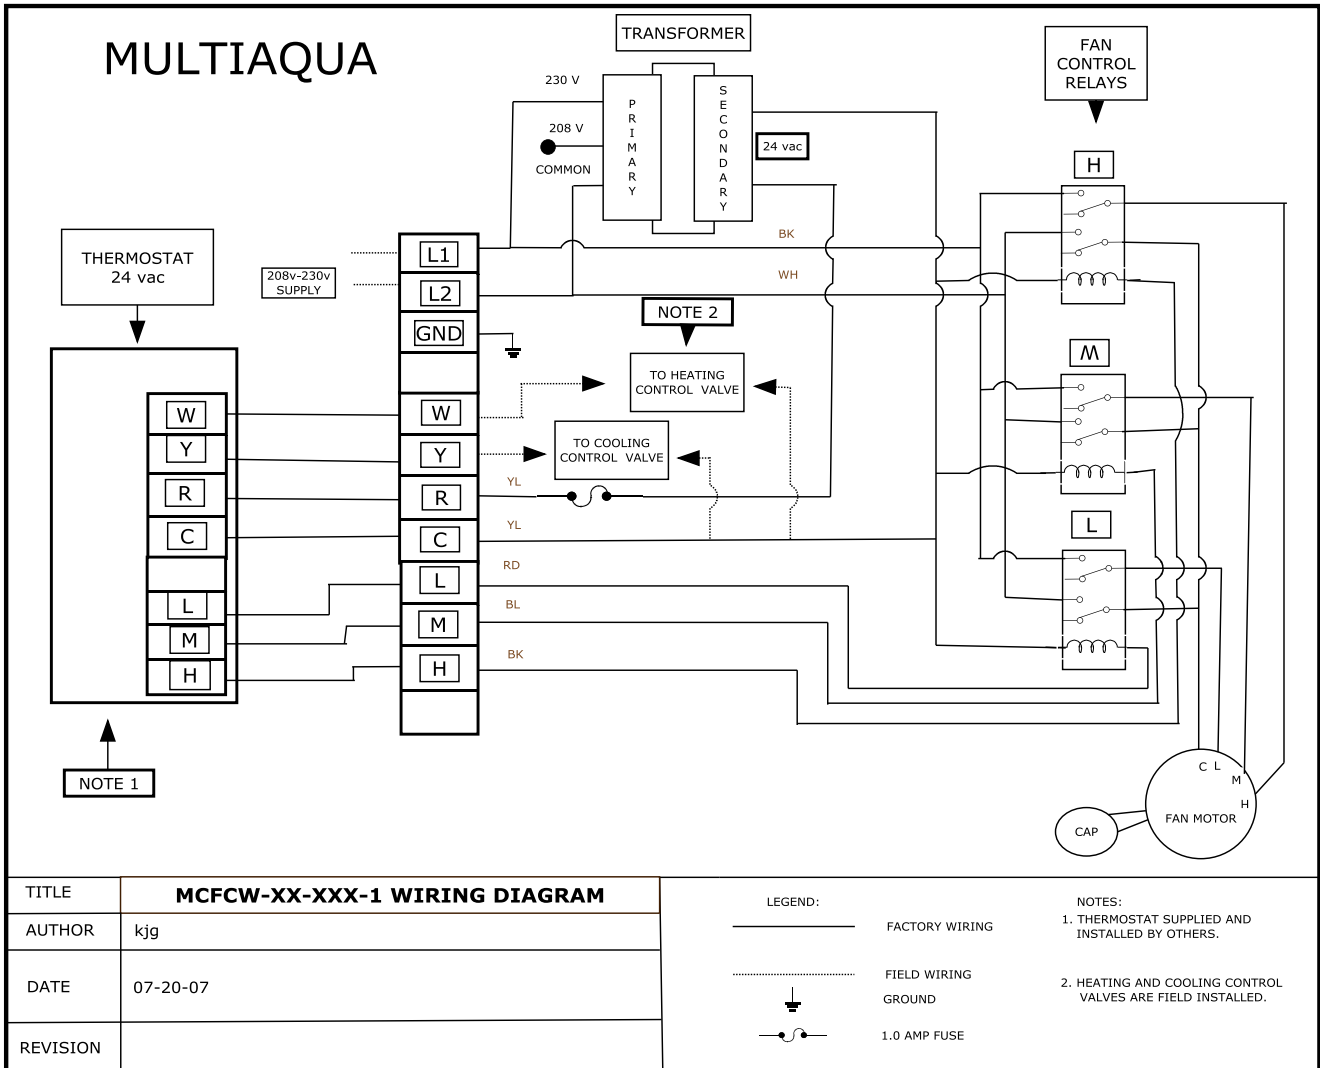 MULTIAQUA
TRANSFORMER
FAN
CONTROL
RELAYS
230 V
208 V
COMMON
PRIMARY
SECONDARY
24 vac
H
BK
WH
THERMOSTAT
24 vac
208v-230v
SUPPLY
L1
L2
GND
NOTE 2
TO HEATING
CONTROL VALVE
TO COOLING
CONTROL VALVE
M
L
W
Y
R
C
L
M
H
W
Y
R
C
L
M
H
YL
YL
RD
BL
BK
NOTE 1
C L
M
H
FAN MOTOR
CAP
TITLE
MCFCW-XX-XXX-1 WIRING DIAGRAM
AUTHOR
kjg
DATE
07-20-07
REVISION
LEGEND:
FACTORY WIRING
FIELD WIRING
GROUND
1.0 AMP FUSE
NOTES:
1. THERMOSTAT SUPPLIED AND
INSTALLED BY OTHERS.
2. HEATING AND COOLING CONTROL
VALVES ARE FIELD INSTALLED.